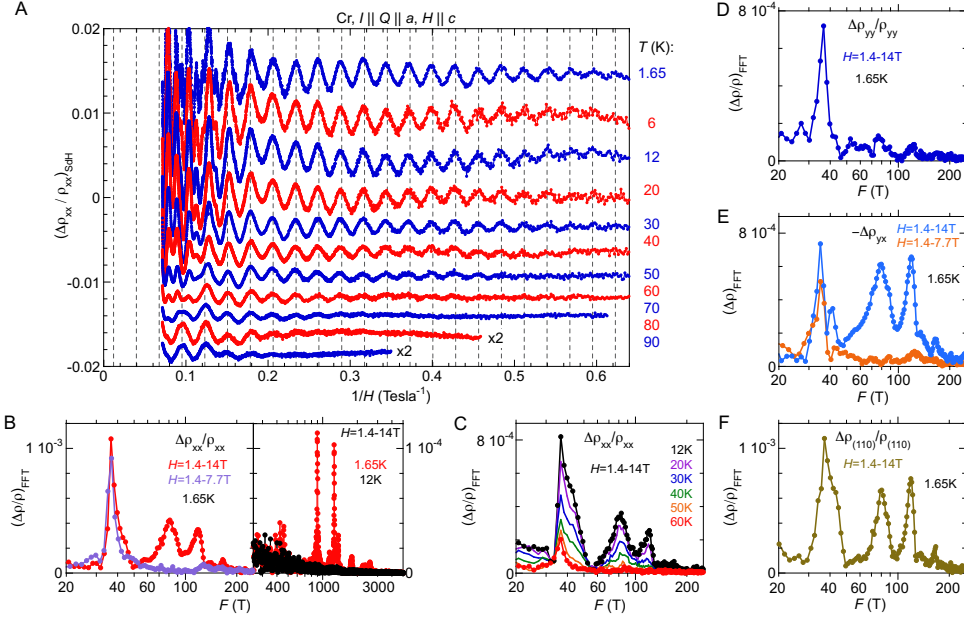 A
Cr, I || Q || a, H || c
(Δρxx / ρxx)SdH
0.02
0.01
0
-0.01
-0.02
0
0.1
0.2
0.3
0.4
0.5
0.6
1/H (Tesla⁻¹)
T (K):
1.65
6
12
20
30
40
50
60
70
80
90
x2
x2
B
(Δρ/ρ)FFT
1 10⁻³
0
Δρxx/ρxx
H=1.4-14T
H=1.4-7.7T
1.65K
20
40
60
80
100
200
H=1.4-14T
1.65K
12K
1 10⁻⁴
0
400
1000
3000
F (T)
C
(Δρ/ρ)FFT
8 10⁻⁴
0
Δρxx/ρxx
H=1.4-14T
12K
20K
30K
40K
50K
60K
20
40
60
80
100
200
F (T)
D
(Δρ/ρ)FFT
8 10⁻⁴
0
Δρyy/ρyy
H=1.4-14T
1.65K
20
40
60
100
200
F (T)
E
(Δρ)FFT
8 10⁻⁴
0
−Δρyx
H=1.4-14T
H=1.4-7.7T
1.65K
20
40
60
100
200
F (T)
F
(Δρ/ρ)FFT
1 10⁻³
0
Δρ(110)/ρ(110)
H=1.4-14T
1.65K
20
40
60
100
200
F (T)